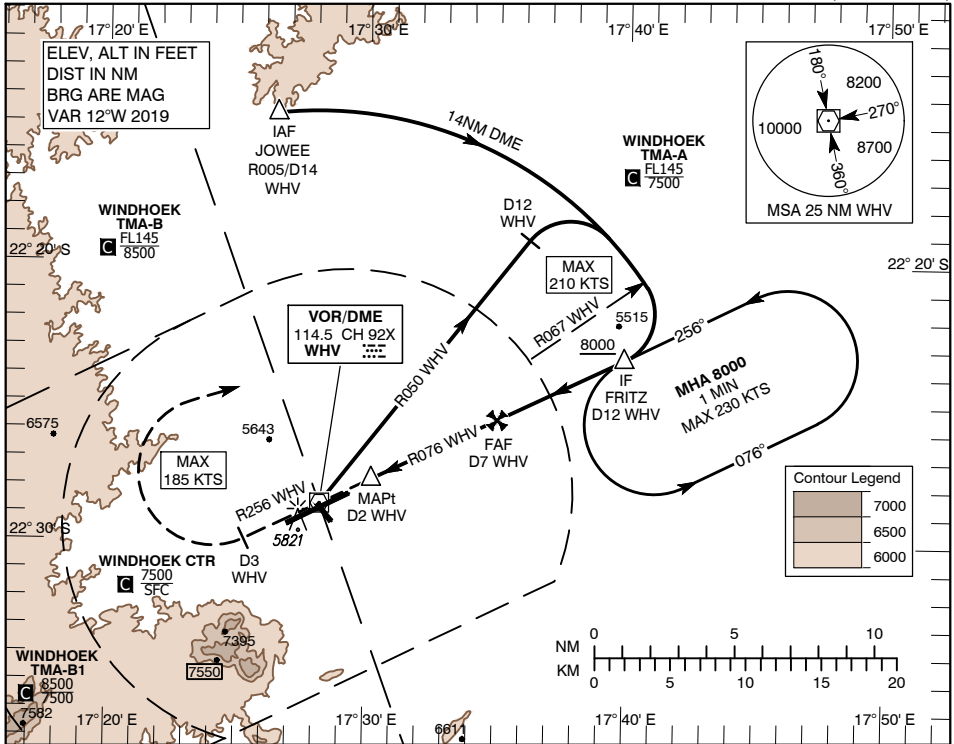 17°20' E
17°30' E
17°40' E
17°50' E
ELEV, ALT IN FEET
DIST IN NM
BRG ARE MAG
VAR 12°W 2019
IAF
JOWEE
R005/D14
WHV
14NM DME
WINDHOEK
TMA-A
C FL145
7500
180°
8200
270°
10000
8700
360°
MSA 25 NM WHV
WINDHOEK
TMA-B
C FL145
8500
D12
WHV
22° 20' S
22° 20' S
MAX
210 KTS
VOR/DME
114.5 CH 92X
WHV
R067 WHV
5515
8000
256°
IF
FRITZ
D12 WHV
MHA 8000
1 MIN
MAX 230 KTS
076°
R050 WHV
6575
5643
MAX
185 KTS
R076 WHV
FAF
D7 WHV
R256 WHV
MAPt
D2 WHV
Contour Legend
7000
6500
6000
22° 30' S
5821
D3
WHV
WINDHOEK CTR
C 7500
SFC
7395
7550
WINDHOEK
TMA-B1
C 8500
7500
7582
NM
0 5 10
KM
0 5 10 15 20
17°20' E
17°30' E
17°40' E
17°50' E